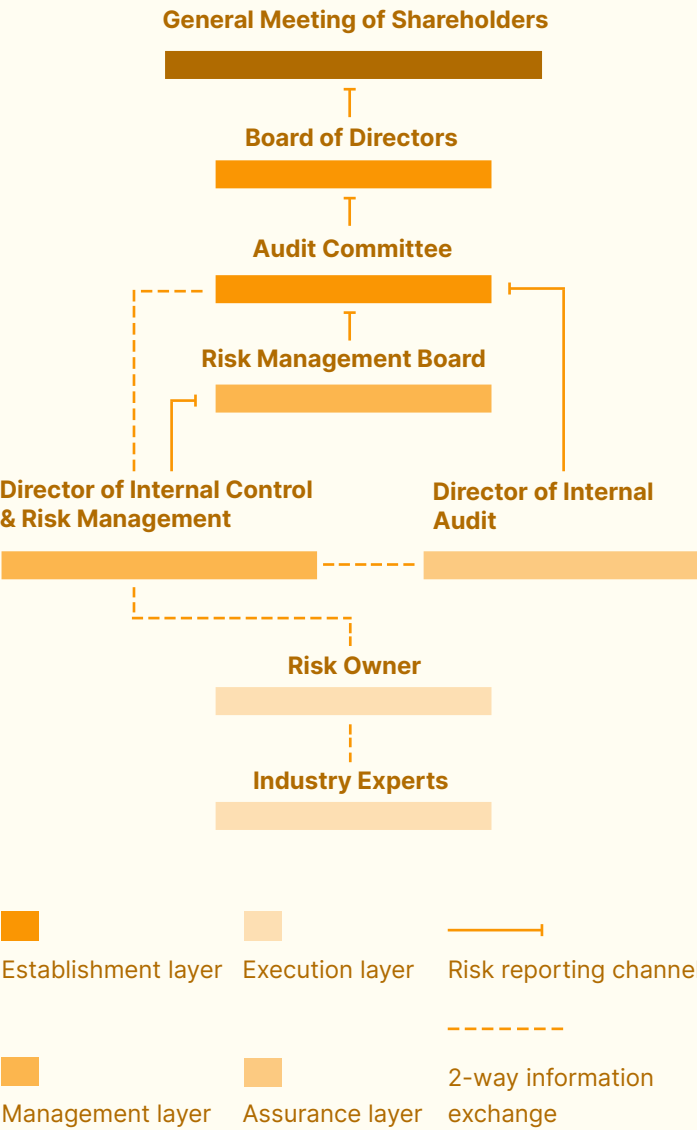 General Meeting of Shareholders
Board of Directors
Audit Committee
Risk Management Board
Director of Internal Control
& Risk Management
Director of Internal
Audit
Risk Owner
Industry Experts
Establishment layer
Execution layer
Risk reporting channel
Management layer
Assurance layer
2-way information
exchange